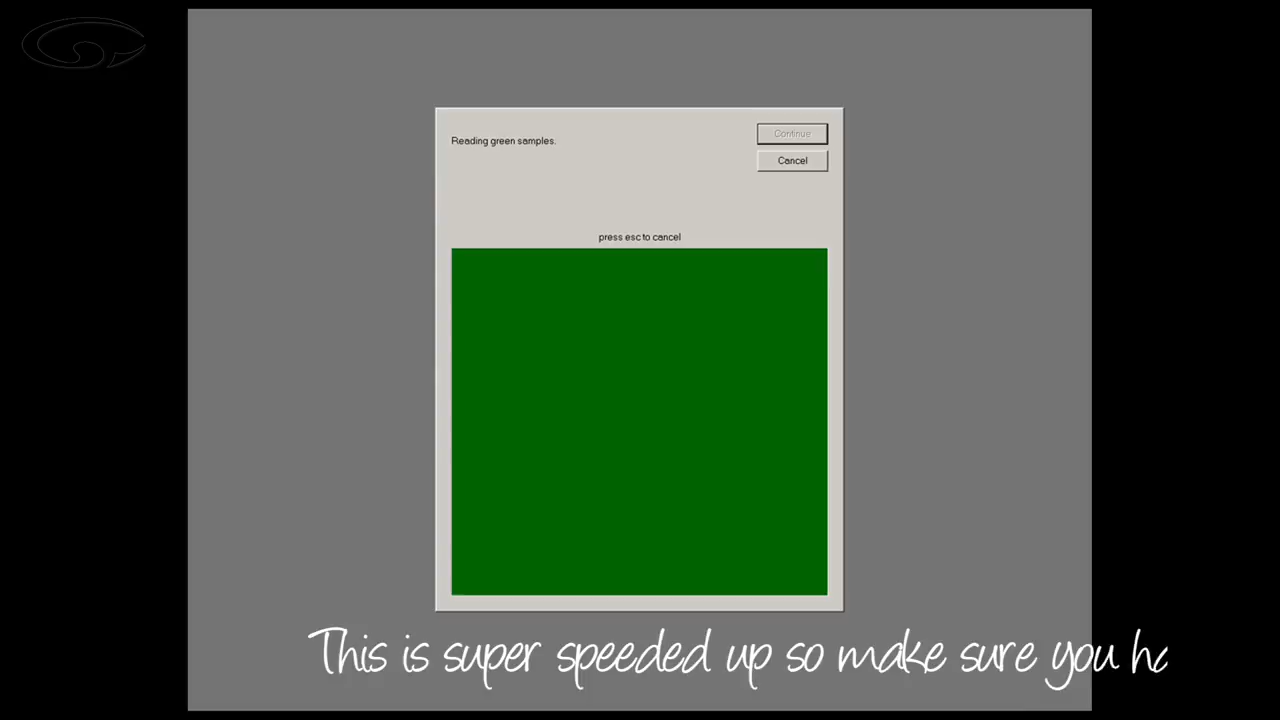 Continue
Reading green samples.
Cancel
press esc to cancel
This is super speeded up so make sure you